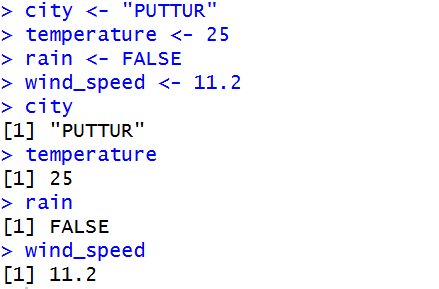 > city <- "PUTTUR"
> temperature <- 25
> rain <- FALSE
> wind_speed <- 11.2
> city
[1] "PUTTUR"
> temperature
[1] 25
> rain
[1] FALSE
> wind_speed
[1] 11.2